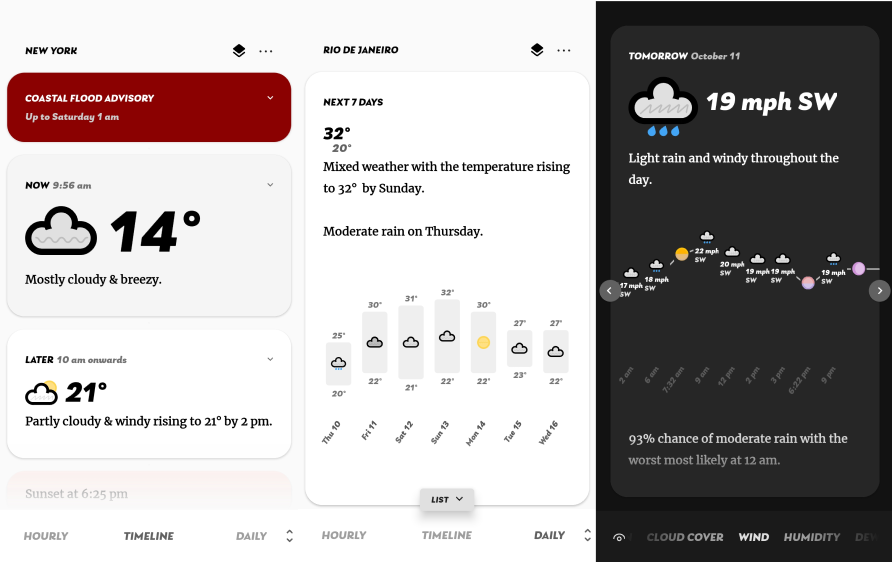 NEW YORK
COASTAL FLOOD ADVISORY
Up to Saturday 1 am
NOW 9:56 am
14°
Mostly cloudy & breezy.
LATER 10 am onwards
21°
Partly cloudy & windy rising to 21° by 2 pm.
Sunset at 6:25 pm
HOURLY TIMELINE DAILY
RIO DE JANEIRO
NEXT 7 DAYS
32°
20°
Mixed weather with the temperature rising
to 32° by Sunday.
Moderate rain on Thursday.
25° 30° 31° 32° 30° 27° 27°
20° 22° 21° 22° 22° 23° 22°
Thu 10 Fri 11 Sat 12 Sun 13 Mon 14 Tue 15 Wed 16
LIST
HOURLY TIMELINE DAILY
TOMORROW October 11
19 mph SW
Light rain and windy throughout the
day.
17 mph SW
18 mph SW
22 mph SW
20 mph SW
19 mph SW
19 mph SW
19 mph SW
2 am 6 am 7:32 am 9 am 12 pm 2 pm 3 pm 6:22 pm 9 pm
93% chance of moderate rain with the
worst most likely at 12 am.
CLOUD COVER WIND HUMIDITY DEW